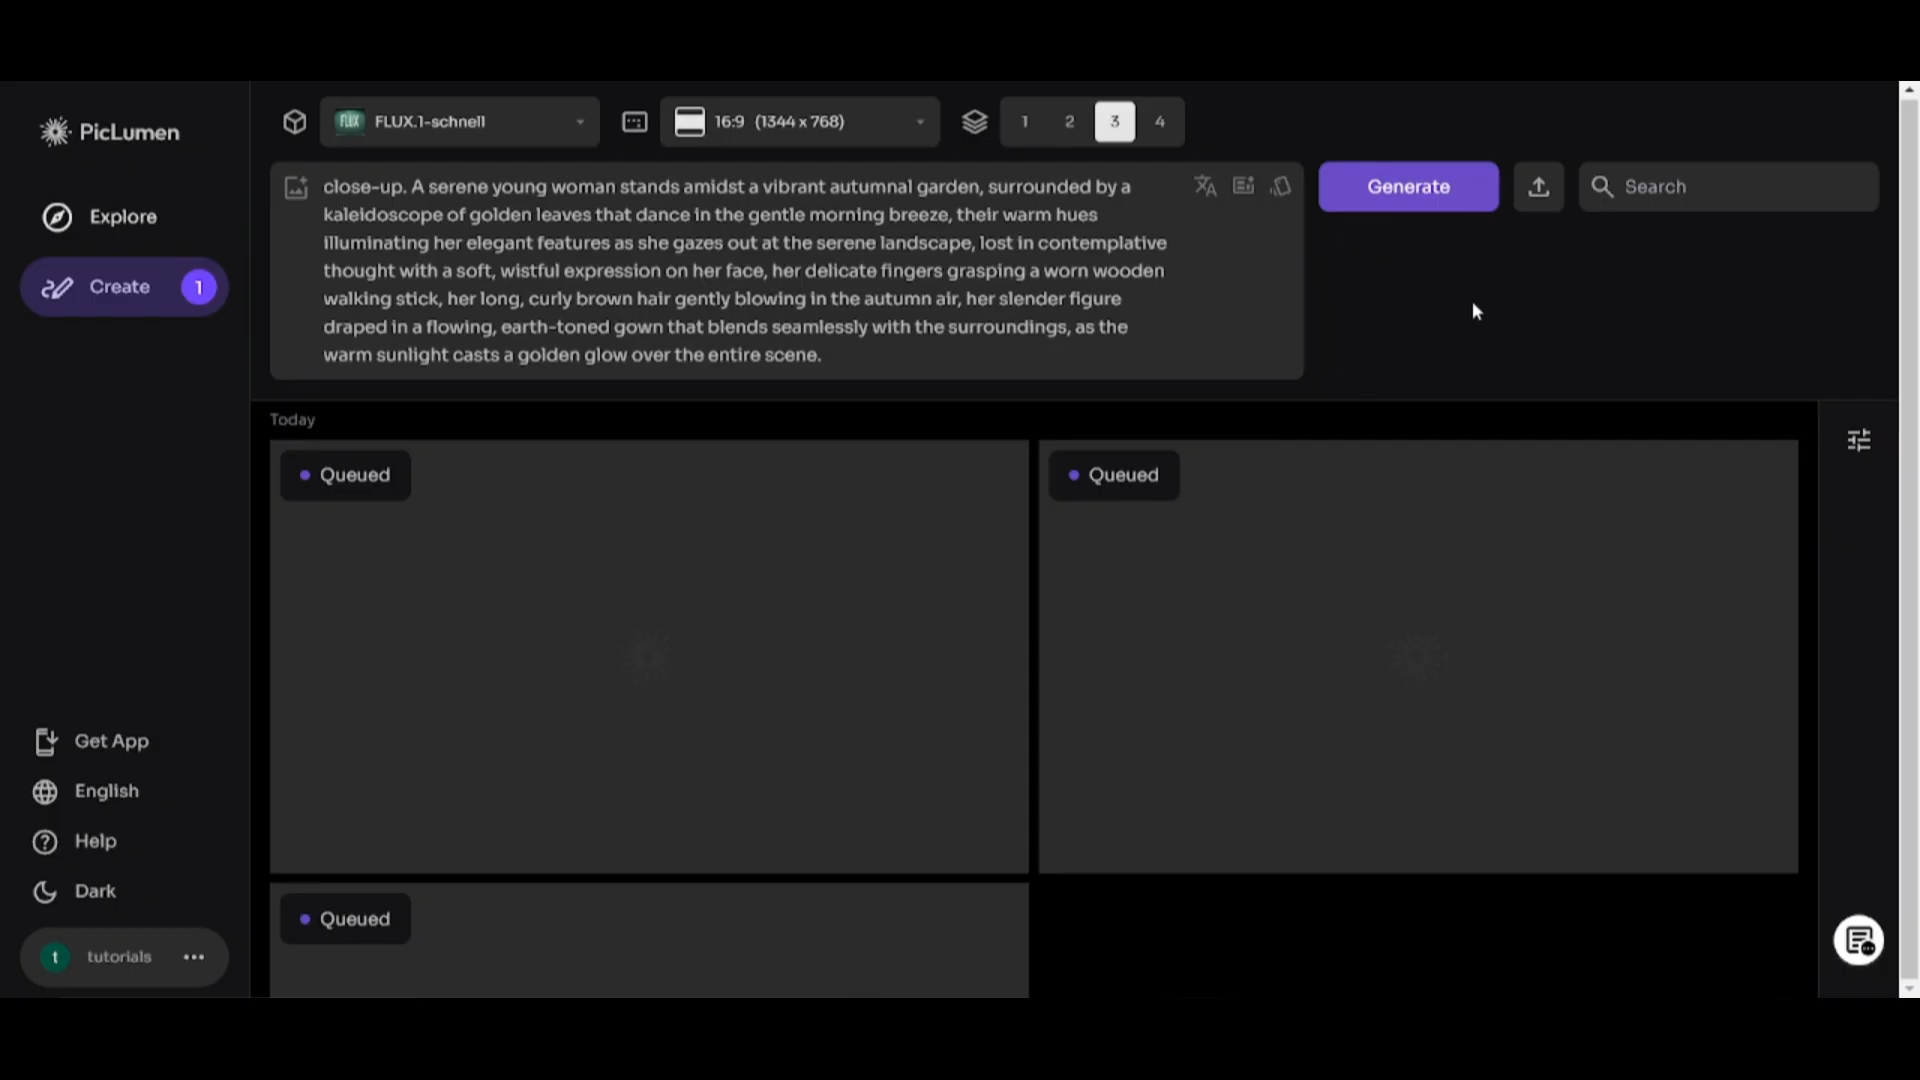 PicLumen
Explore
Create 1
Get App
English
Help
Dark
t tutorials
FLUX FLUX.1-schnell
16:9 (1344 x 768)
1 2 3 4
close-up. A serene young woman stands amidst a vibrant autumnal garden, surrounded by a
kaleidoscope of golden leaves that dance in the gentle morning breeze, their warm hues
illuminating her elegant features as she gazes out at the serene landscape, lost in contemplative
thought with a soft, wistful expression on her face, her delicate fingers grasping a worn wooden
walking stick, her long, curly brown hair gently blowing in the autumn air, her slender figure
draped in a flowing, earth-toned gown that blends seamlessly with the surroundings, as the
warm sunlight casts a golden glow over the entire scene.
Generate
Search
Today
Queued
Queued
Queued